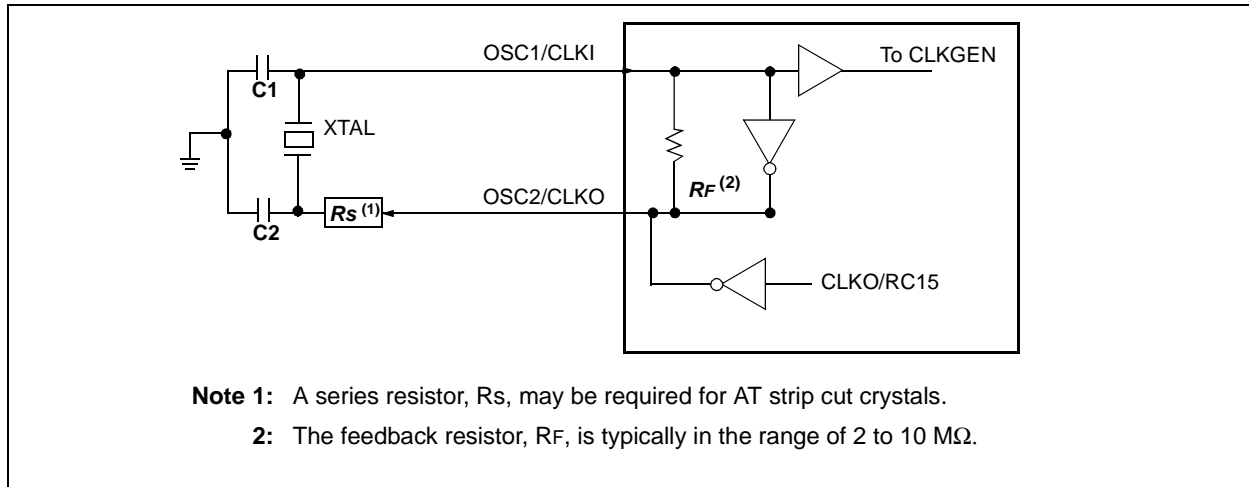 OSC1/CLKI
To CLKGEN
C1
XTAL
RF (2)
OSC2/CLKO
Rs (1)
C2
CLKO/RC15
Note 1: A series resistor, Rs, may be required for AT strip cut crystals.
2: The feedback resistor, RF, is typically in the range of 2 to 10 MΩ.